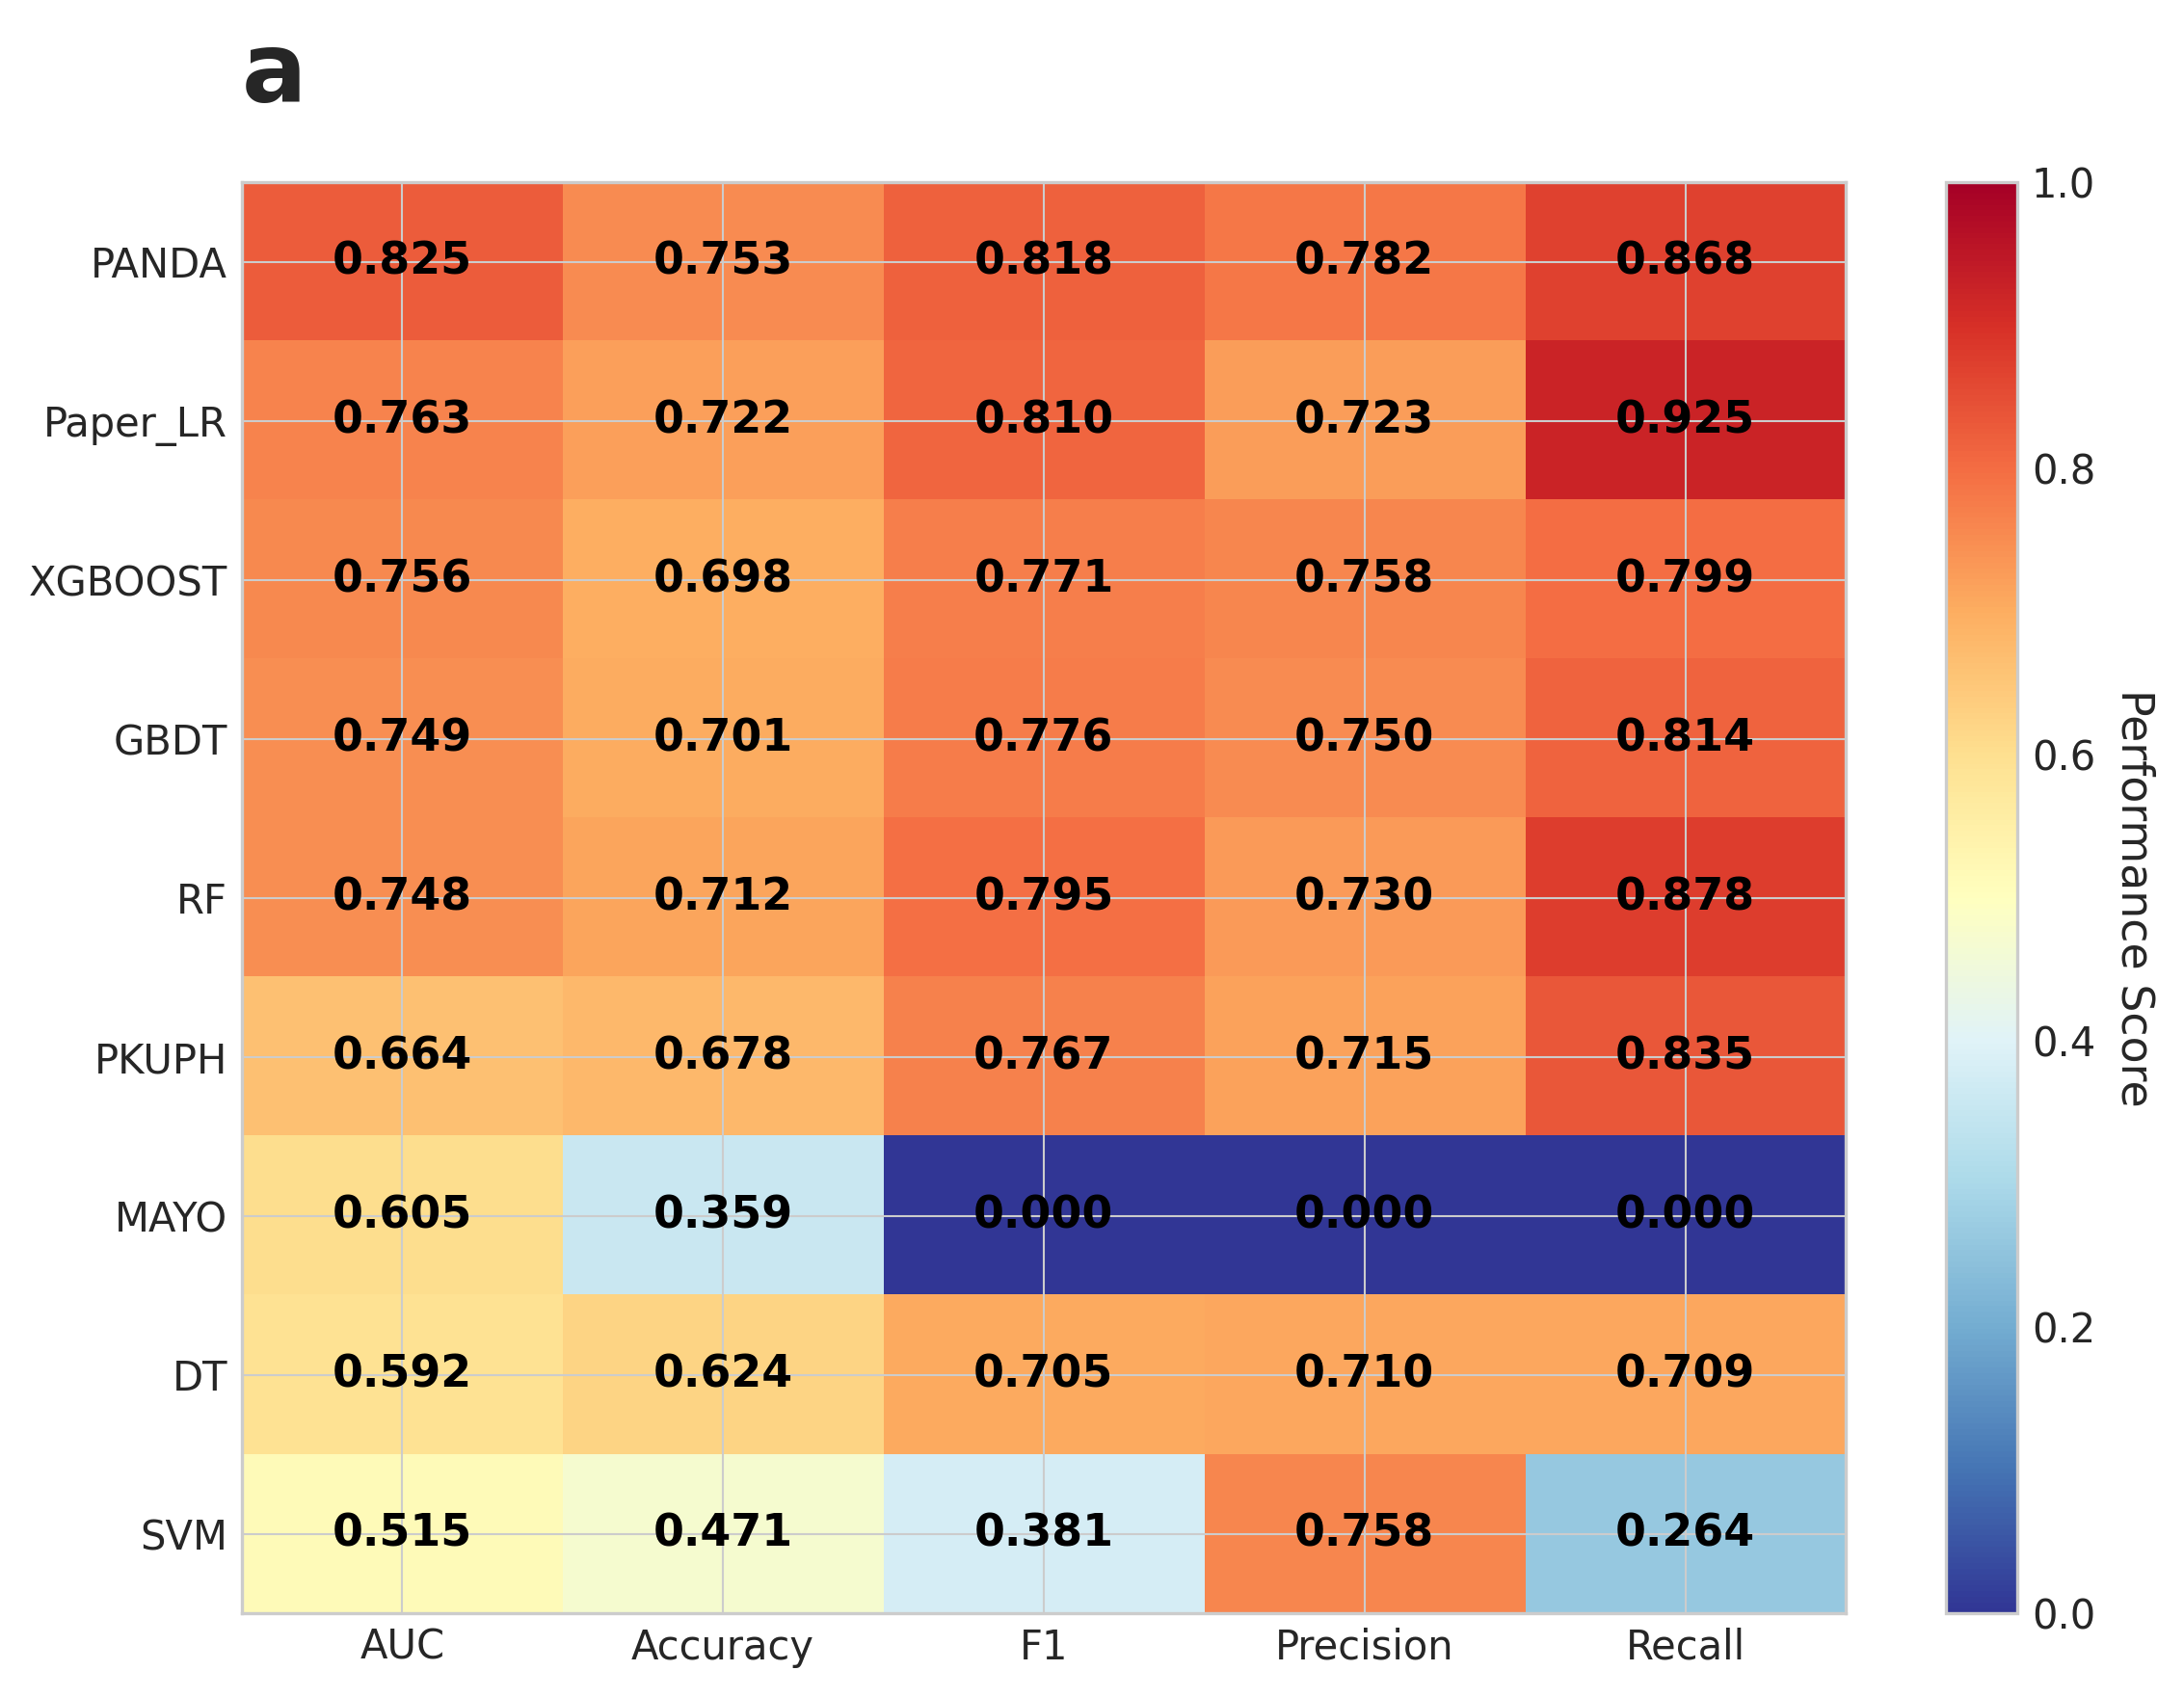 a
PANDA 0.825 0.753 0.818 0.782 0.868
Paper_LR 0.763 0.722 0.810 0.723 0.925
XGBOOST 0.756 0.698 0.771 0.758 0.799
GBDT 0.749 0.701 0.776 0.750 0.814
RF 0.748 0.712 0.795 0.730 0.878
PKUPH 0.664 0.678 0.767 0.715 0.835
MAYO 0.605 0.359 0.000 0.000 0.000
DT 0.592 0.624 0.705 0.710 0.709
SVM 0.515 0.471 0.381 0.758 0.264
AUC Accuracy F1 Precision Recall
1.0
0.8
0.6
0.4
0.2
0.0
Performance Score